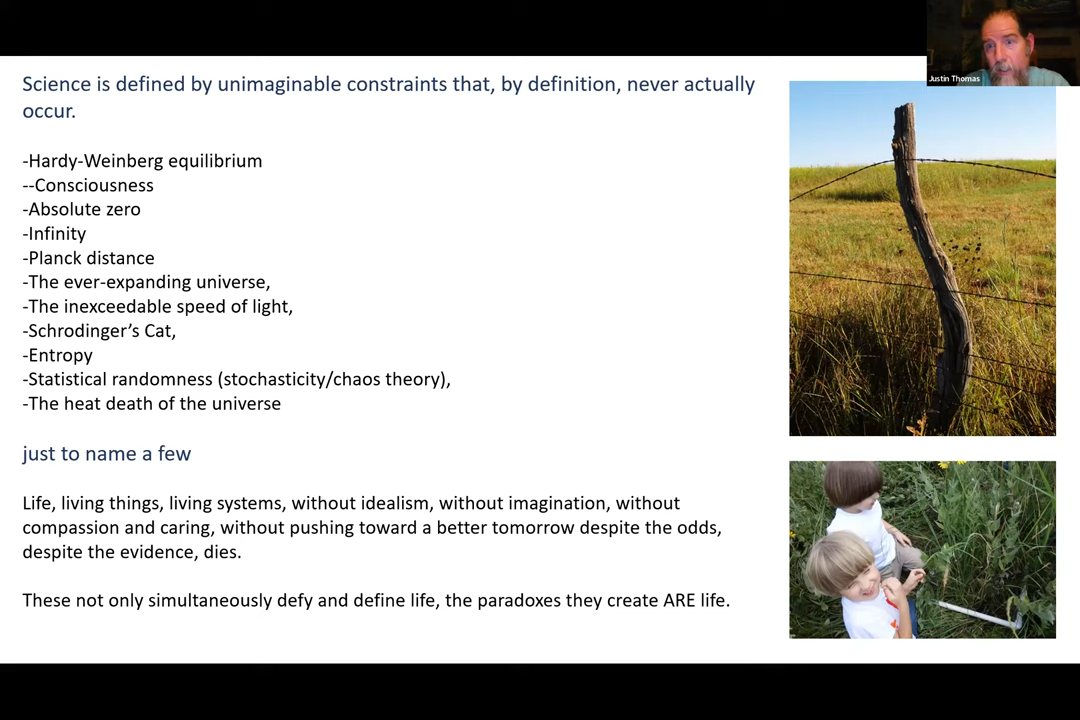 Science is defined by unimaginable constraints that, by definition, never actually
occur.
-Hardy-Weinberg equilibrium
--Consciousness
-Absolute zero
-Infinity
-Planck distance
-The ever-expanding universe,
-The inexceedable speed of light,
-Schrodinger’s Cat,
-Entropy
-Statistical randomness (stochasticity/chaos theory),
-The heat death of the universe
just to name a few
Life, living things, living systems, without idealism, without imagination, without
compassion and caring, without pushing toward a better tomorrow despite the odds,
despite the evidence, dies.
These not only simultaneously defy and define life, the paradoxes they create ARE life.
Justin Thomas